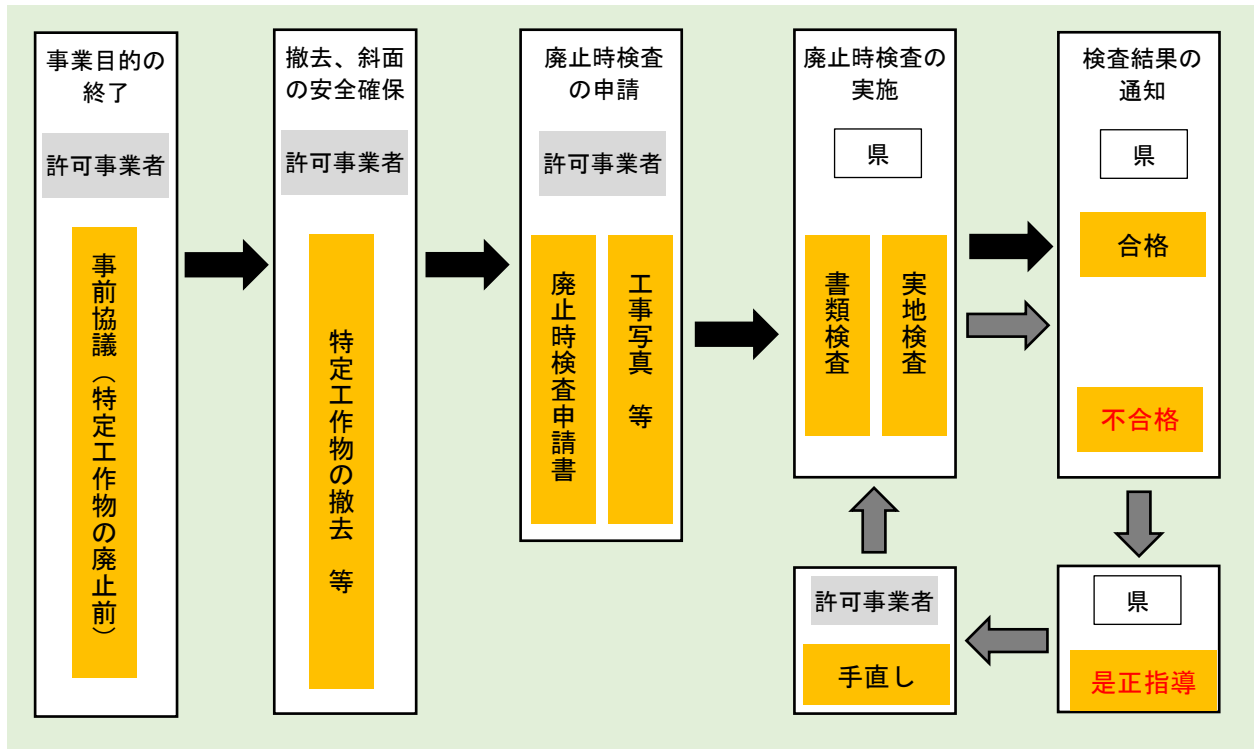 事業目的の
終了
許可事業者
事前協議（特定工作物の廃止前）
撤去、斜面
の安全確保
許可事業者
特定工作物の撤去　等
廃止時検査
の申請
許可事業者
廃止時検査申請書
工事写真　等
廃止時検査の
実施
県
書類検査
実地検査
検査結果の
通知
県
合格
不合格
県
是正指導
許可事業者
手直し